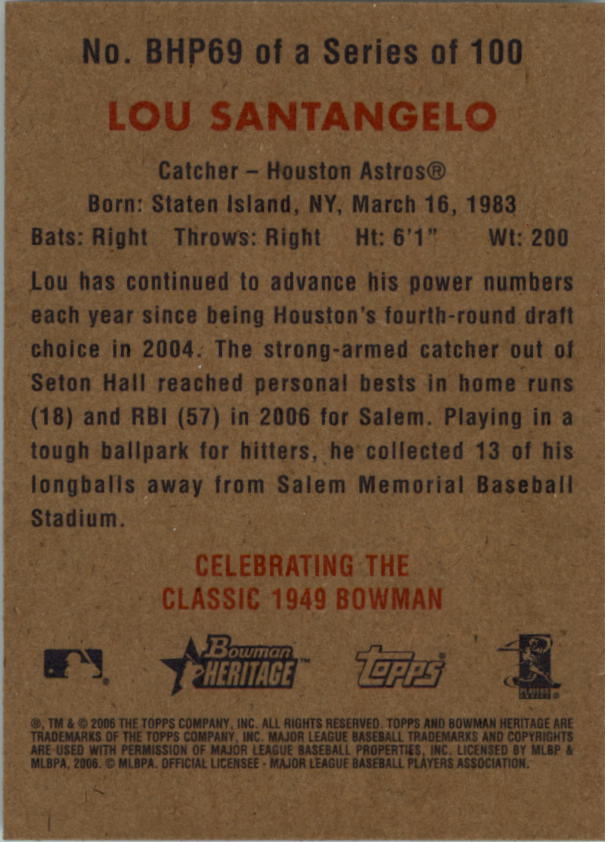 No. BHP69 of a Series of 100
LOU SANTANGELO
Catcher – Houston Astros®
Born: Staten Island, NY, March 16, 1983
Bats: Right Throws: Right Ht: 6'1" Wt: 200
Lou has continued to advance his power numbers
each year since being Houston's fourth-round draft
choice in 2004. The strong-armed catcher out of
Seton Hall reached personal bests in home runs
(18) and RBI (57) in 2006 for Salem. Playing in a
tough ballpark for hitters, he collected 13 of his
longballs away from Salem Memorial Baseball
Stadium.
CELEBRATING THE
CLASSIC 1949 BOWMAN
Bowman
HERITAGE™
Topps®
PLAYERS
CHOICE®
®, TM & © 2006 THE TOPPS COMPANY, INC. ALL RIGHTS RESERVED. TOPPS AND BOWMAN HERITAGE ARE
TRADEMARKS OF THE TOPPS COMPANY, INC. MAJOR LEAGUE BASEBALL TRADEMARKS AND COPYRIGHTS
ARE USED WITH PERMISSION OF MAJOR LEAGUE BASEBALL PROPERTIES, INC. LICENSED BY MLBP &
MLBPA, 2006. © MLBPA. OFFICIAL LICENSEE - MAJOR LEAGUE BASEBALL PLAYERS ASSOCIATION.